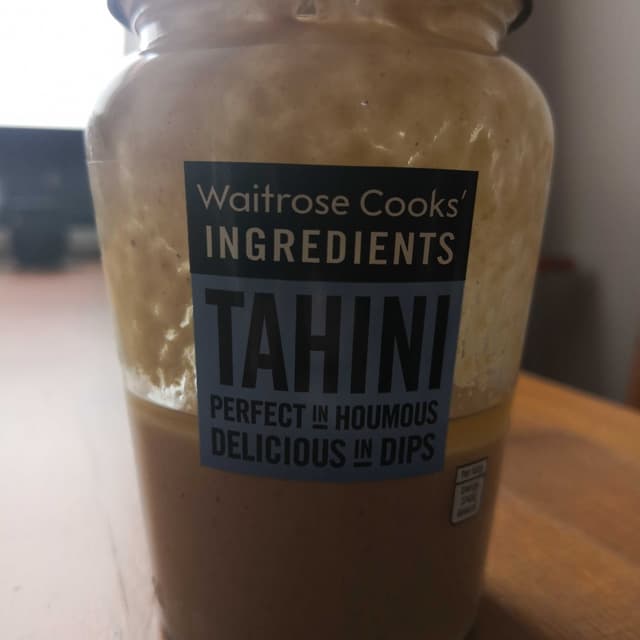 Waitrose Cooks'
INGREDIENTS
TAHINI
PERFECT IN HOUMOUS
DELICIOUS IN DIPS